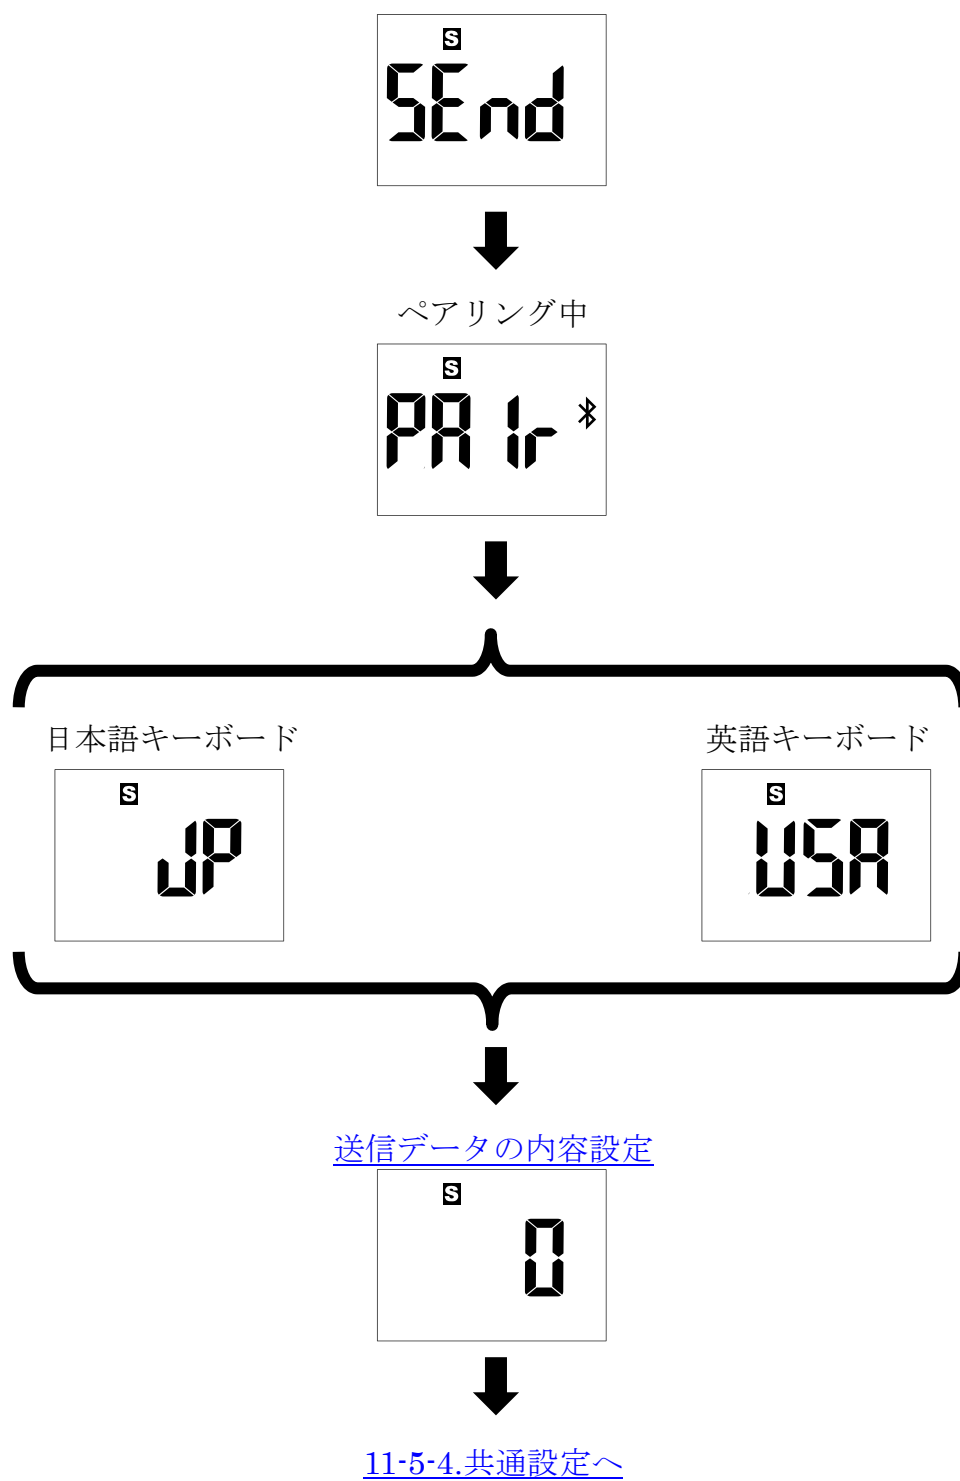 S
SEnd
ペアリング中
S
PAIr
日本語キーボード
英語キーボード
S
JP
S
USA
送信データの内容設定
S
0
11-5-4.共通設定へ